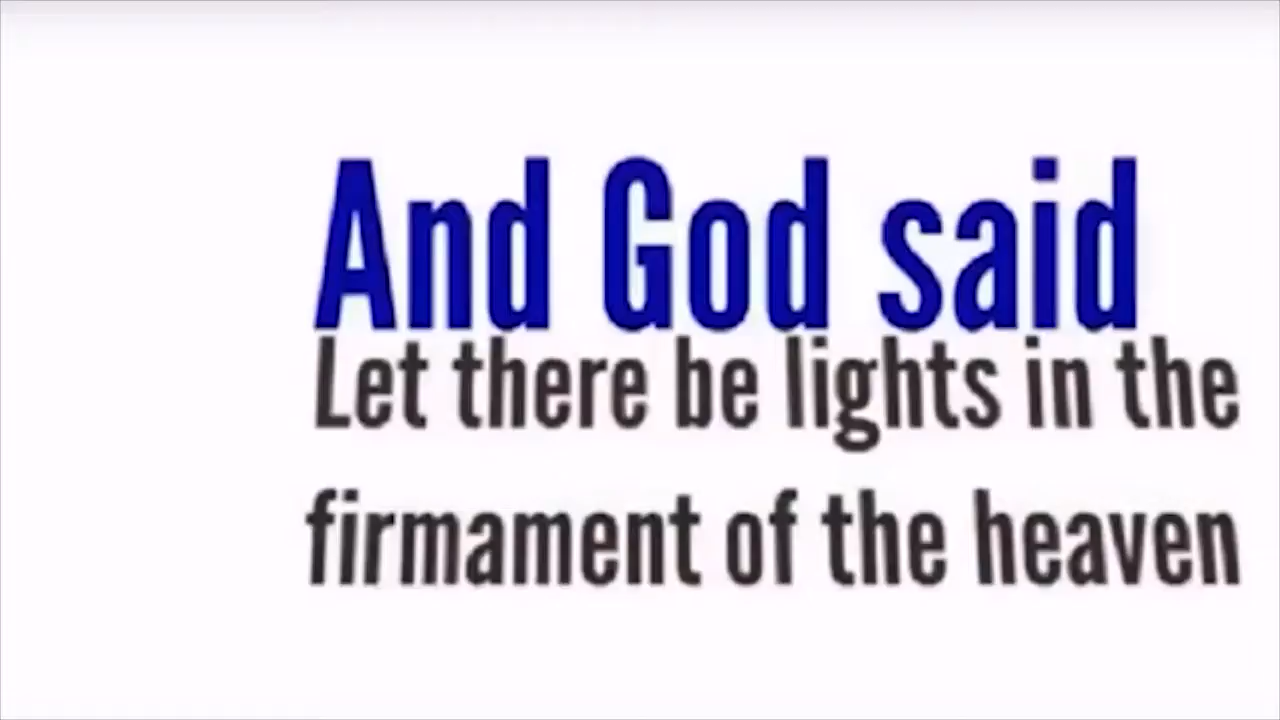 And God said
Let there be lights in the
firmament of the heaven